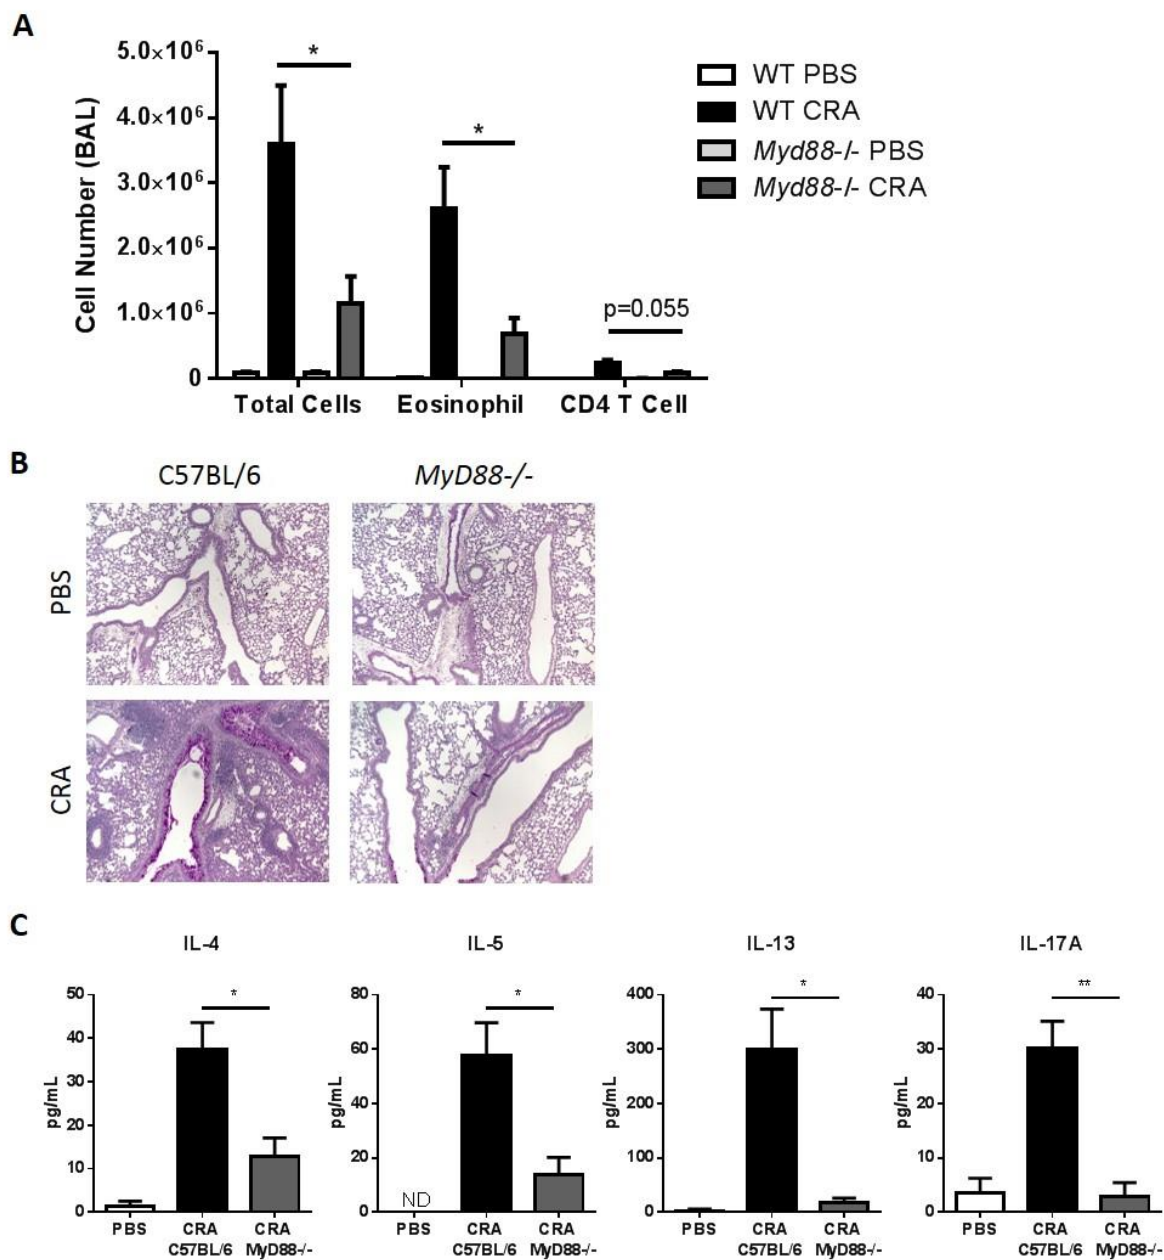 A
5.0×10⁶
4.0×10⁶
3.0×10⁶
2.0×10⁶
1.0×10⁶
0
Cell Number (BAL)
*
*
p=0.055
Total Cells Eosinophil CD4 T Cell
WT PBS
WT CRA
Myd88-/- PBS
Myd88-/- CRA
B
C57BL/6 MyD88-/-
PBS
CRA
C
IL-4
50
40
30
20
10
0
pg/mL
*
PBS CRA CRA
C57BL/6 MyD88-/-
IL-5
80
60
40
20
0
pg/mL
*
ND
PBS CRA CRA
C57BL/6 MyD88-/-
IL-13
400
300
200
100
0
pg/mL
*
PBS CRA CRA
C57BL/6 MyD88-/-
IL-17A
40
30
20
10
0
pg/mL
**
PBS CRA CRA
C57BL/6 MyD88-/-